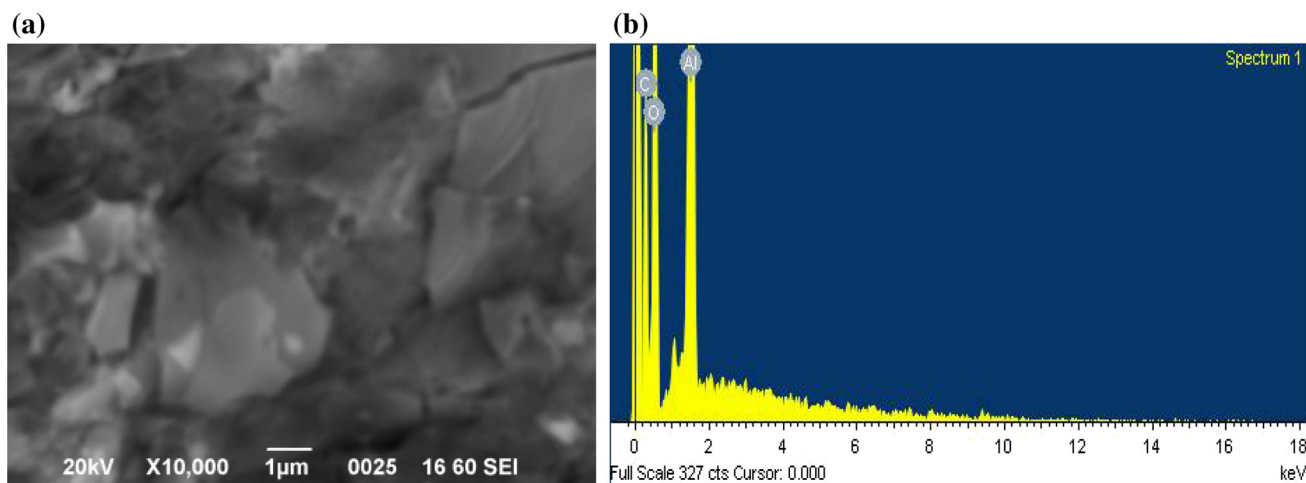 (a)
20kV X10,000 1μm 0025 16 60 SEI
(b)
Spectrum 1
C
O
Al
0 2 4 6 8 10 12 14 16 18
Full Scale 327 cts Cursor: 0.000 keV